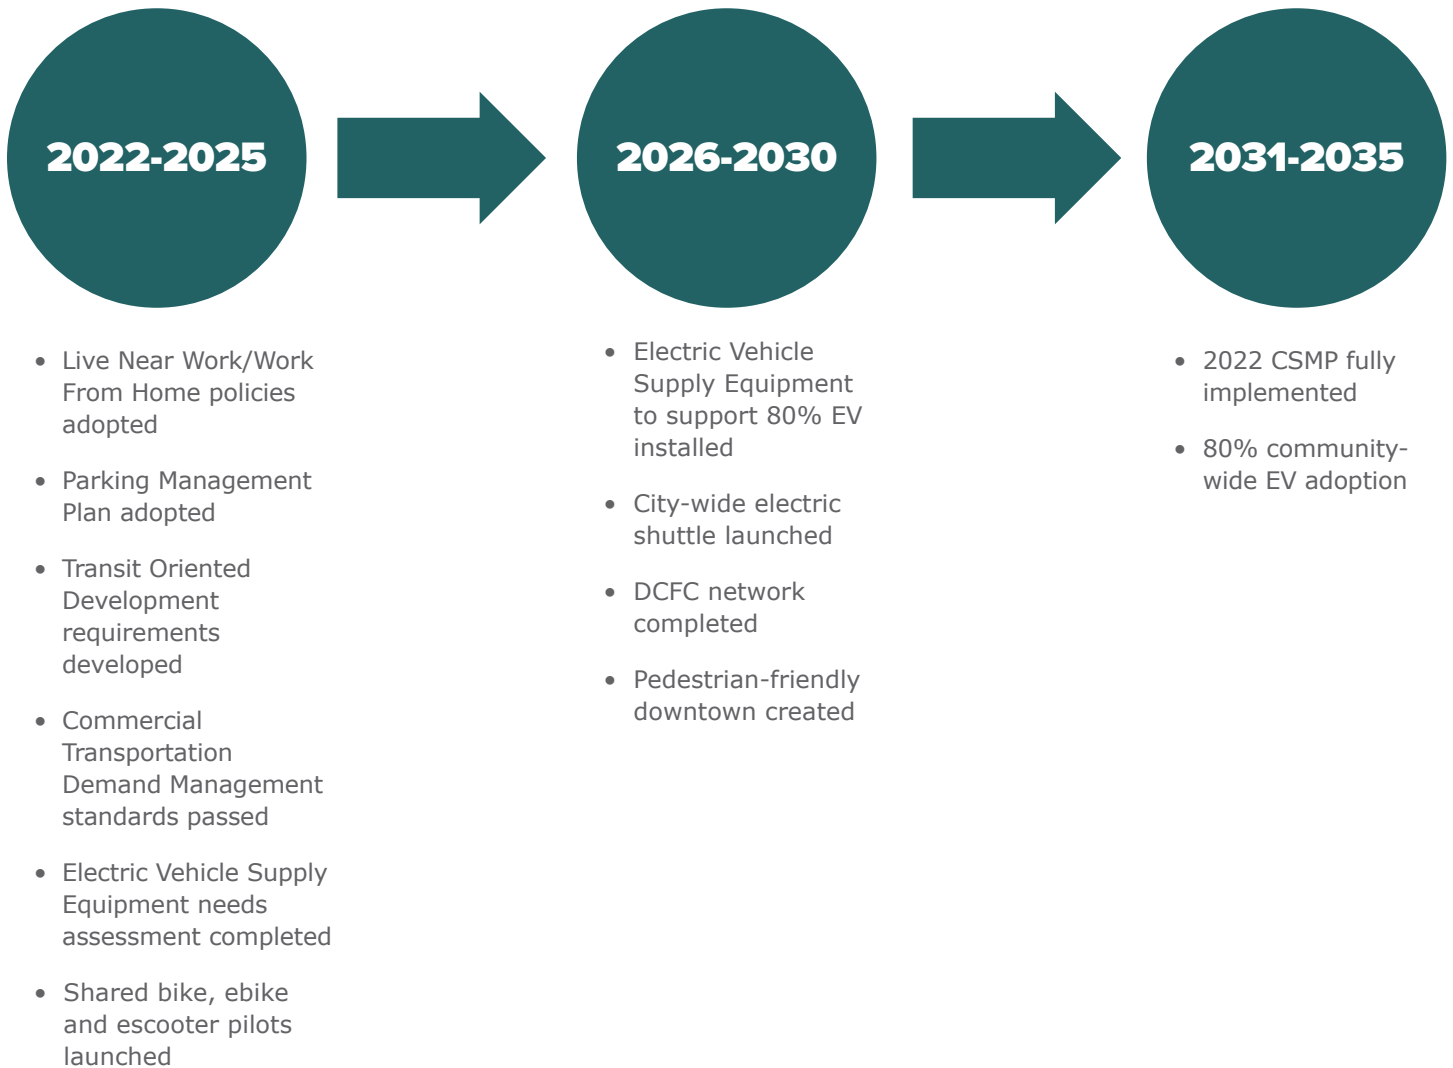 2022-2025
2026-2030
2031-2035
• Live Near Work/Work
From Home policies
adopted
• Parking Management
Plan adopted
• Transit Oriented
Development
requirements
developed
• Commercial
Transportation
Demand Management
standards passed
• Electric Vehicle Supply
Equipment needs
assessment completed
• Shared bike, ebike
and escooter pilots
launched
• Electric Vehicle
Supply Equipment
to support 80% EV
installed
• City-wide electric
shuttle launched
• DCFC network
completed
• Pedestrian-friendly
downtown created
• 2022 CSMP fully
implemented
• 80% community-
wide EV adoption